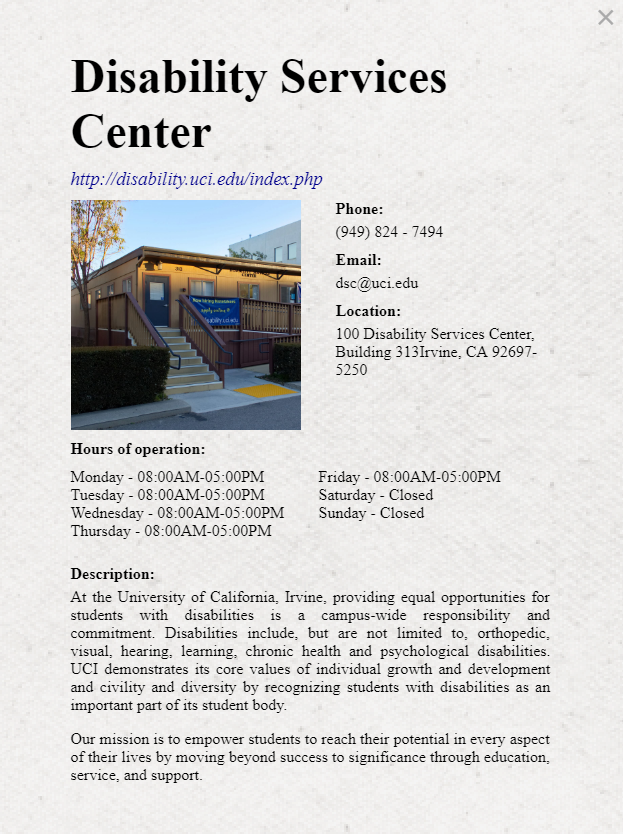 Disability Services
Center
http://disability.uci.edu/index.php
Phone:
(949) 824 - 7494
Email:
dsc@uci.edu
Location:
100 Disability Services Center,
Building 313Irvine, CA 92697-
5250
Hours of operation:
Monday - 08:00AM-05:00PM
Tuesday - 08:00AM-05:00PM
Wednesday - 08:00AM-05:00PM
Thursday - 08:00AM-05:00PM
Friday - 08:00AM-05:00PM
Saturday - Closed
Sunday - Closed
Description:
At the University of California, Irvine, providing equal opportunities for
students with disabilities is a campus-wide responsibility and
commitment. Disabilities include, but are not limited to, orthopedic,
visual, hearing, learning, chronic health and psychological disabilities.
UCI demonstrates its core values of individual growth and development
and civility and diversity by recognizing students with disabilities as an
important part of its student body.
Our mission is to empower students to reach their potential in every aspect
of their lives by moving beyond success to significance through education,
service, and support.